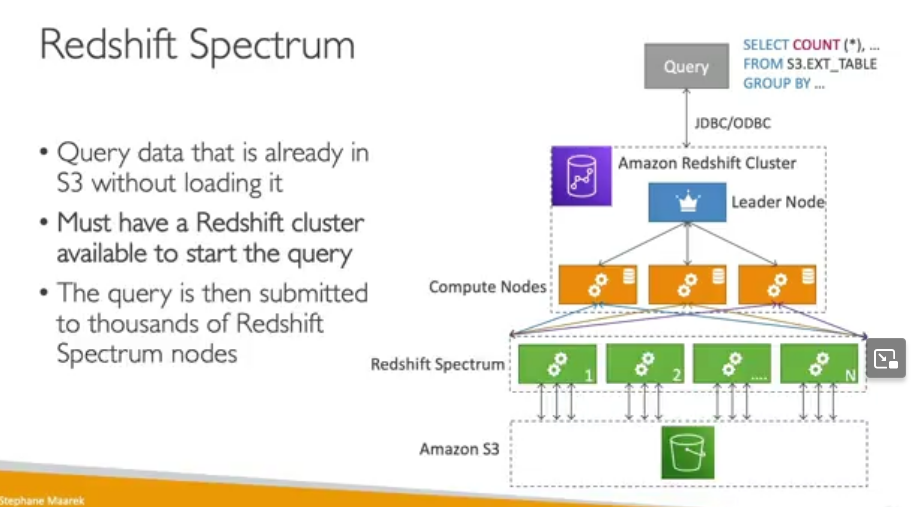 Redshift Spectrum
• Query data that is already in
S3 without loading it
• Must have a Redshift cluster
available to start the query
• The query is then submitted
to thousands of Redshift
Spectrum nodes
Query
SELECT COUNT (*), ...
FROM S3.EXT_TABLE
GROUP BY ...
JDBC/ODBC
Amazon Redshift Cluster
Leader Node
Compute Nodes
Redshift Spectrum
1
2
....
N
Amazon S3
Stephane Maarek